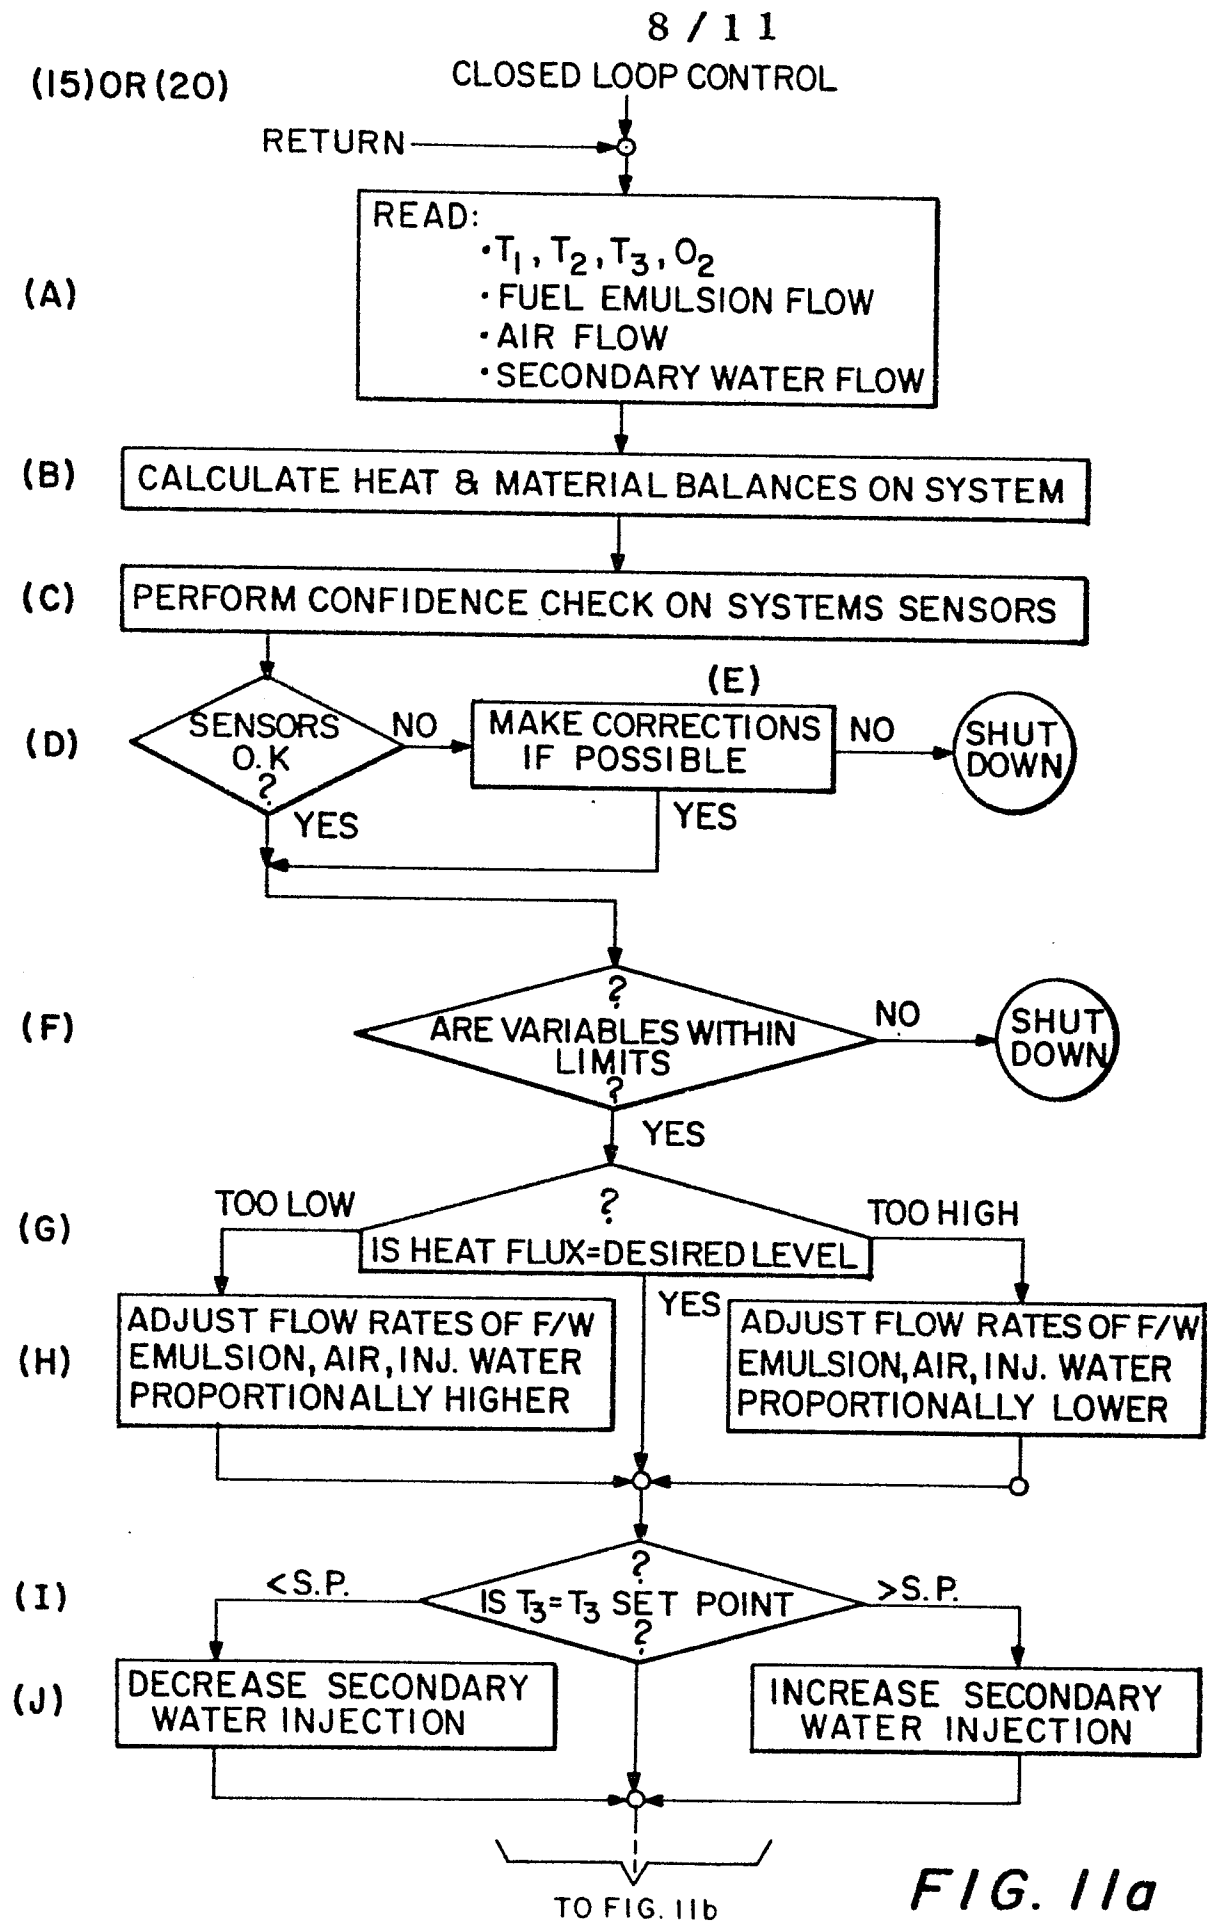 8/11
(15)OR(20)
CLOSED LOOP CONTROL
RETURN
READ:
(A)
·T₁, T₂, T₃, O₂
·FUEL EMULSION FLOW
·AIR FLOW
·SECONDARY WATER FLOW
(B)
CALCULATE HEAT & MATERIAL BALANCES ON SYSTEM
(C)
PERFORM CONFIDENCE CHECK ON SYSTEMS SENSORS
(D)
SENSORS
O.K
?
NO
YES
(E)
MAKE CORRECTIONS
IF POSSIBLE
NO
YES
SHUT
DOWN
(F)
?
ARE VARIABLES WITHIN
LIMITS
?
NO
SHUT
DOWN
YES
(G)
TOO LOW
?
IS HEAT FLUX=DESIRED LEVEL
TOO HIGH
YES
(H)
ADJUST FLOW RATES OF F/W
EMULSION, AIR, INJ. WATER
PROPORTIONALLY HIGHER
ADJUST FLOW RATES OF F/W
EMULSION, AIR, INJ. WATER
PROPORTIONALLY LOWER
(I)
<S.P.
?
IS T₃=T₃ SET POINT
?
>S.P.
(J)
DECREASE SECONDARY
WATER INJECTION
INCREASE SECONDARY
WATER INJECTION
TO FIG. 11b
FIG. 11a